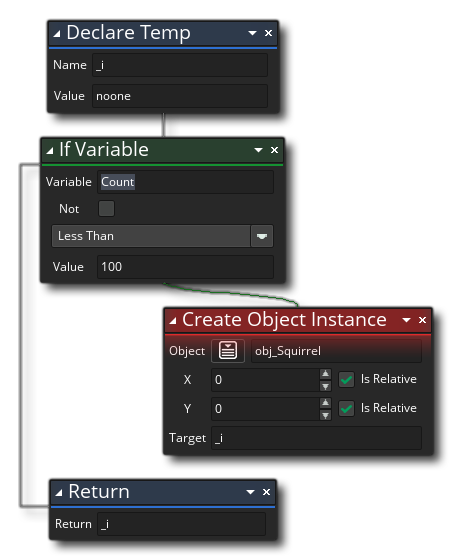 Declare Temp
Name _i
Value noone
If Variable
Variable Count
Not
Less Than
Value 100
Create Object Instance
Object obj_Squirrel
X 0 Is Relative
Y 0 Is Relative
Target _i
Return
Return _i